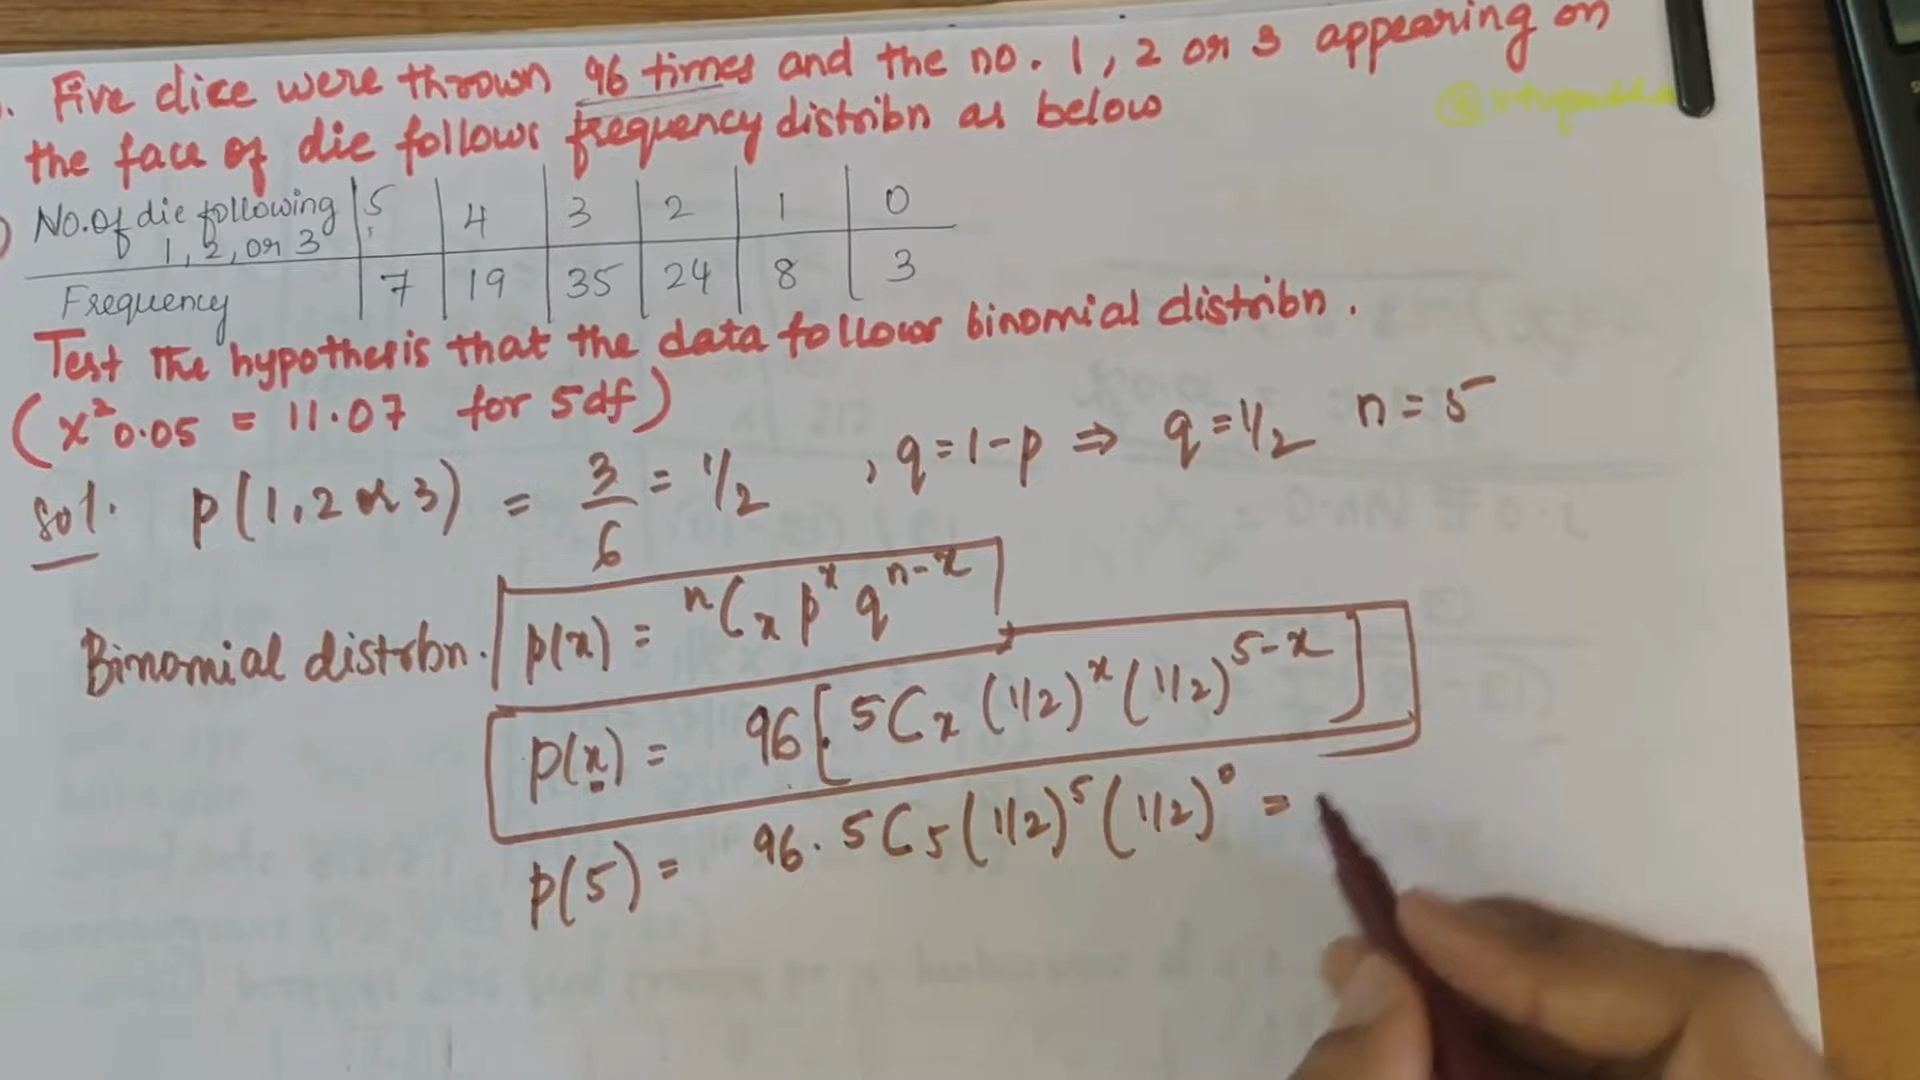 . Five dice were thrown 96 times and the no. 1, 2 or 3 appearing on
the face of die follows frequency distribn as below
No. of die following 1, 2, or 3 | 5 | 4 | 3 | 2 | 1 | 0
Frequency | 7 | 19 | 35 | 24 | 8 | 3
Test the hypothesis that the data follows binomial distribn.
(x²0.05 = 11.07 for 5df)
Sol. p(1,2 or 3) = 3/6 = 1/2 , q=1-p ⇒ q=1/2 n=5
Binomial distrbn. p(x) = nCx p^x q^n-x
p(x) = 96[5Cx (1/2)^x (1/2)^5-x]
p(5) = 96. 5C5 (1/2)^5 (1/2)^0 =